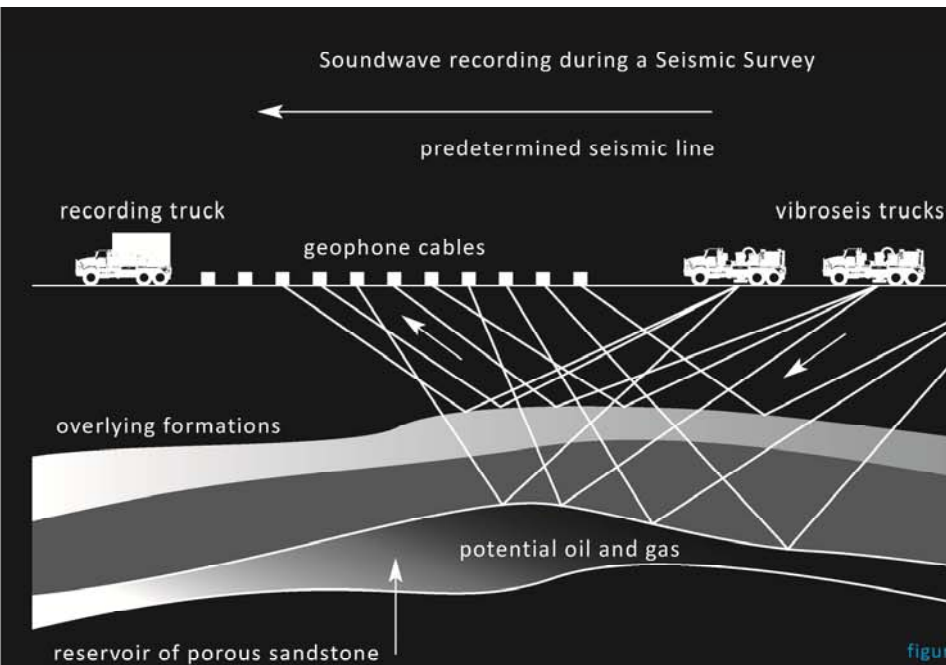 Soundwave recording during a Seismic Survey
predetermined seismic line
recording truck
vibroseis trucks
geophone cables
overlying formations
potential oil and gas
reservoir of porous sandstone
figur